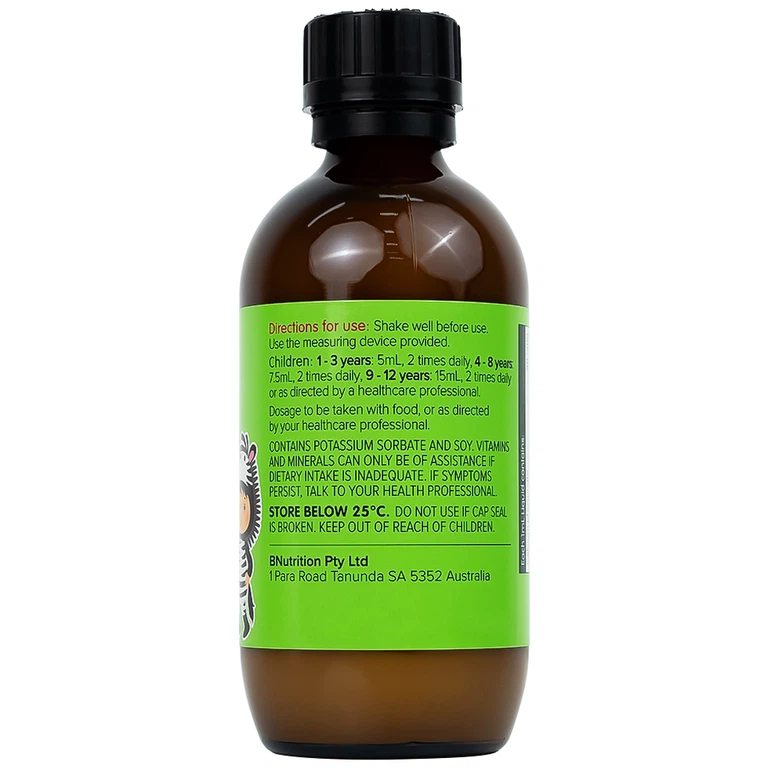 Directions for use: Shake well before use.
Use the measuring device provided.
Children: 1 - 3 years: 5mL, 2 times daily, 4 - 8 years:
7.5mL, 2 times daily, 9 - 12 years: 15mL, 2 times daily
or as directed by a healthcare professional.
Dosage to be taken with food, or as directed
by your healthcare professional.
CONTAINS POTASSIUM SORBATE AND SOY. VITAMINS
AND MINERALS CAN ONLY BE OF ASSISTANCE IF
DIETARY INTAKE IS INADEQUATE. IF SYMPTOMS
PERSIST, TALK TO YOUR HEALTH PROFESSIONAL.
STORE BELOW 25°C. DO NOT USE IF CAP SEAL
IS BROKEN. KEEP OUT OF REACH OF CHILDREN.
BNutrition Pty Ltd
1 Para Road Tanunda SA 5352 Australia
Each 1mL Liquid contains